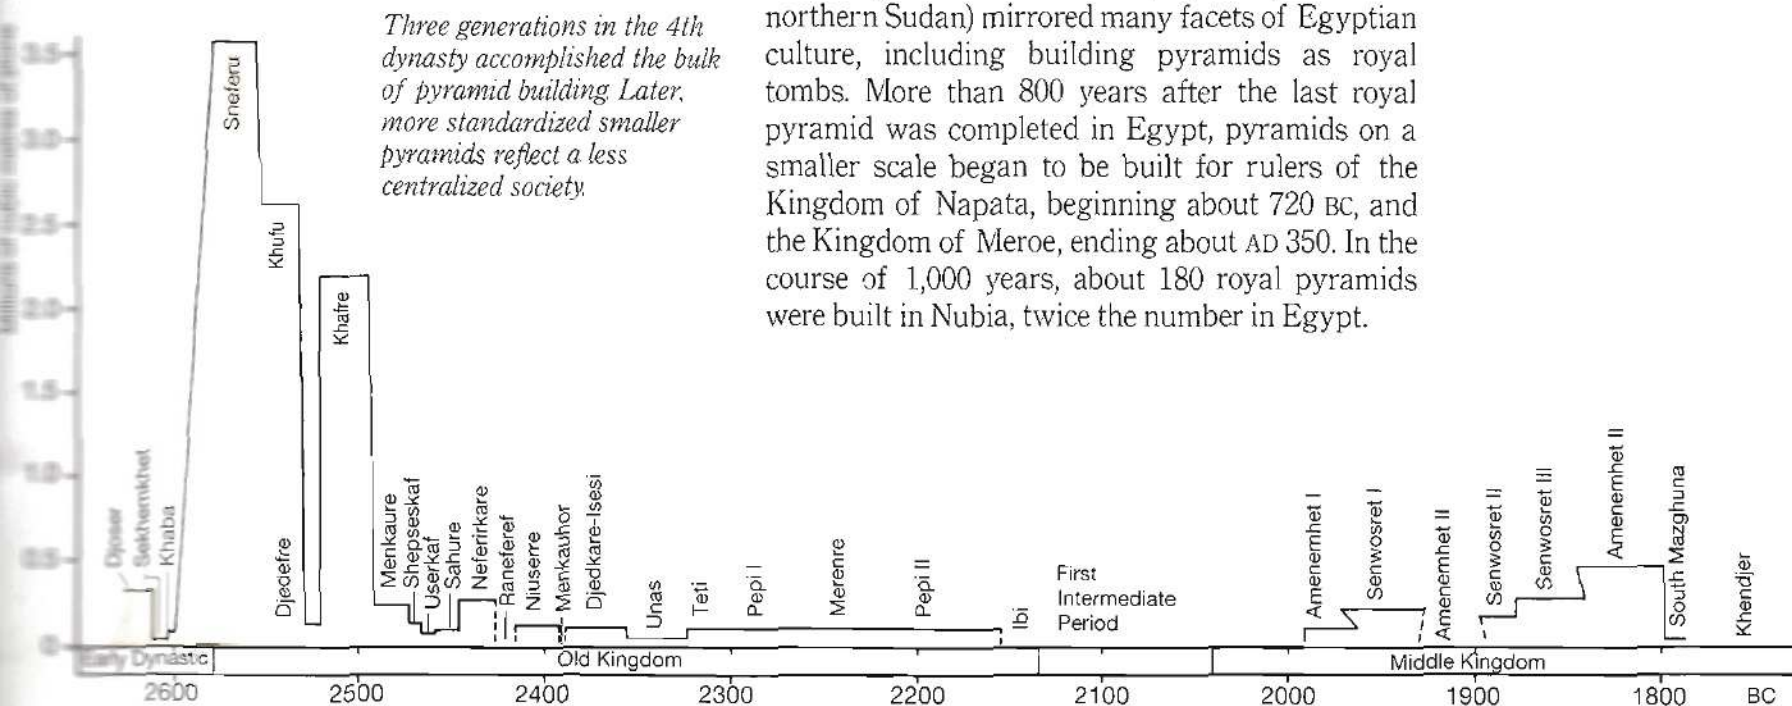 Three generations in the 4th
dynasty accomplished the bulk
of pyramid building. Later,
more standardized smaller
pyramids reflect a less
centralized society.
northern Sudan) mirrored many facets of Egyptian
culture, including building pyramids as royal
tombs. More than 800 years after the last royal
pyramid was completed in Egypt, pyramids on a
smaller scale began to be built for rulers of the
Kingdom of Napata, beginning about 720 BC, and
the Kingdom of Meroe, ending about AD 350. In the
course of 1,000 years, about 180 royal pyramids
were built in Nubia, twice the number in Egypt.
3.5
3.0
2.5
2.0
1.5
1.0
0.5
0
Djoser
Sekhemkhet
Khaba
Sneferu
Khufu
Djedefre
Khafre
Menkaure
Shepseskaf
Userkaf
Sahure
Neferirkare
Raneferef
Niuserre
Menkauhor
Djedkare-Isesi
Unas
Teti
Pepi I
Merenre
Pepi II
Ibi
First
Intermediate
Period
Amenemhet I
Senwosret I
Amenemhet II
Senwosret II
Senwosret III
Amenemhet II
South Mazghuna
Khendjer
Early Dynastic
Old Kingdom
Middle Kingdom
2600
2500
2400
2300
2200
2100
2000
1900
1800
BC